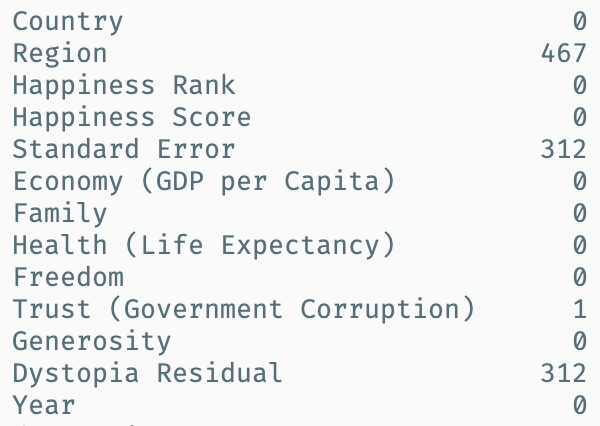 Country 0
Region 467
Happiness Rank 0
Happiness Score 0
Standard Error 312
Economy (GDP per Capita) 0
Family 0
Health (Life Expectancy) 0
Freedom 0
Trust (Government Corruption) 1
Generosity 0
Dystopia Residual 312
Year 0